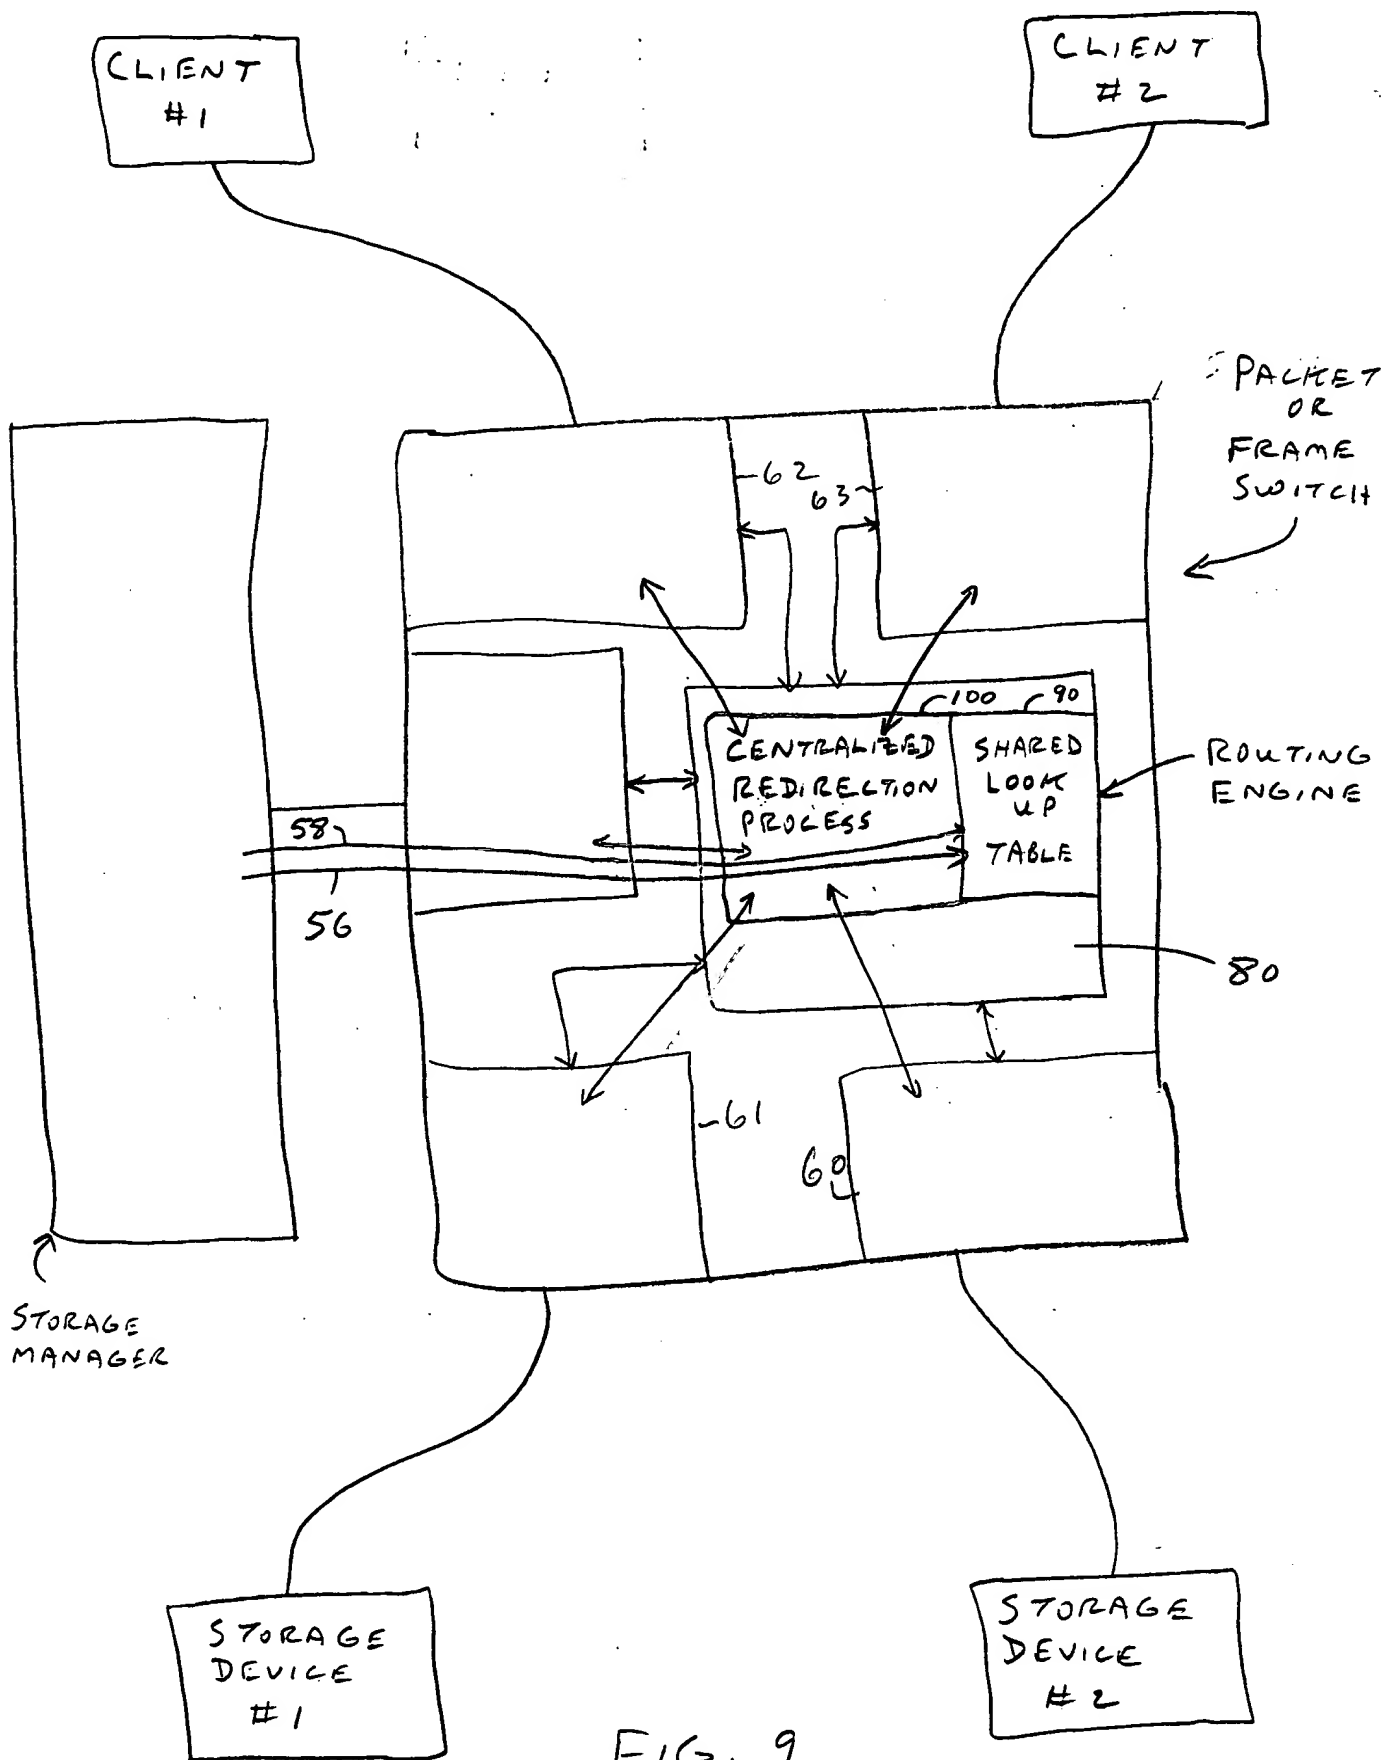 CLIENT
#1
CLIENT
#2
PACKET
OR
FRAME
SWITCH
62
63
100
90
CENTRALIZED
REDIRECTION
PROCESS
SHARED
LOOK
UP
TABLE
ROUTING
ENGINE
58
56
80
61
60
STORAGE
MANAGER
STORAGE
DEVICE
#1
STORAGE
DEVICE
#2
FIG. 9